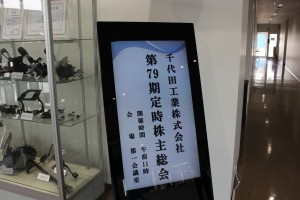 千代田工業株式会社
第79期定時株主総会
開催時間 午前11時
会場 第一会議室